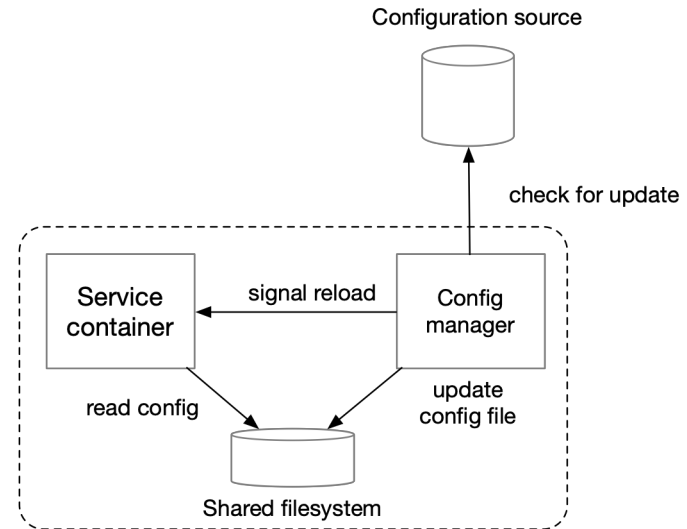 Configuration source
check for update
signal reload
Service
container
Config
manager
read config
update
config file
Shared filesystem